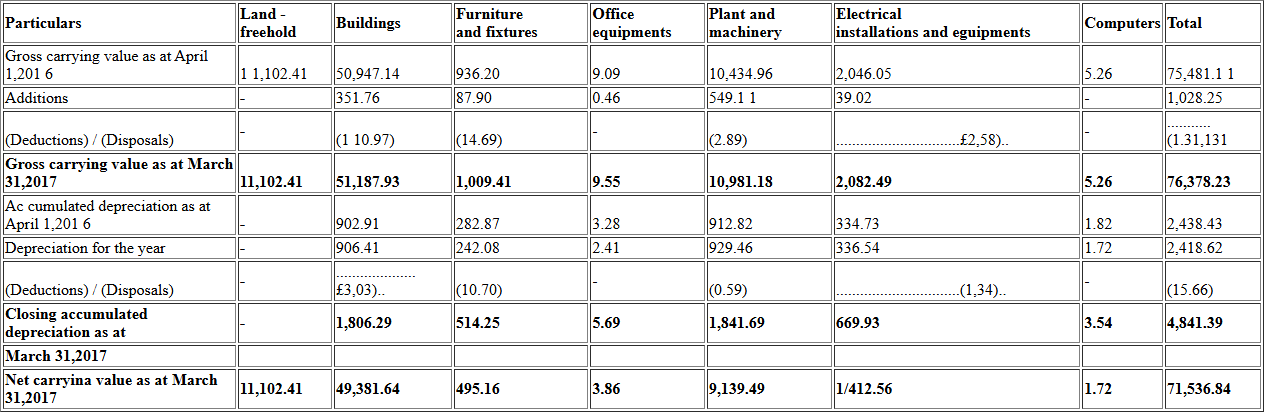 Particulars Land - freehold Buildings Furniture and fixtures Office equipments Plant and machinery Electrical installations and eguipments Computers Total
Gross carrying value as at April 1,201 6 1 1,102.41 50,947.14 936.20 9.09 10,434.96 2,046.05 5.26 75,481.1 1
Additions - 351.76 87.90 0.46 549.1 1 39.02 - 1,028.25
(Deductions) / (Disposals) - (1 10.97) (14.69) - (2.89) ...............................£2,58).. - ........... (1.31,131
Gross carrying value as at March 31,2017 11,102.41 51,187.93 1,009.41 9.55 10,981.18 2,082.49 5.26 76,378.23
Ac cumulated depreciation as at April 1,201 6 - 902.91 282.87 3.28 912.82 334.73 1.82 2,438.43
Depreciation for the year - 906.41 242.08 2.41 929.46 336.54 1.72 2,418.62
(Deductions) / (Disposals) - .................... £3,03).. (10.70) - (0.59) ...............................(1,34).. - (15.66)
Closing accumulated depreciation as at - 1,806.29 514.25 5.69 1,841.69 669.93 3.54 4,841.39
March 31,2017
Net carryina value as at March 31,2017 11,102.41 49,381.64 495.16 3.86 9,139.49 1/412.56 1.72 71,536.84